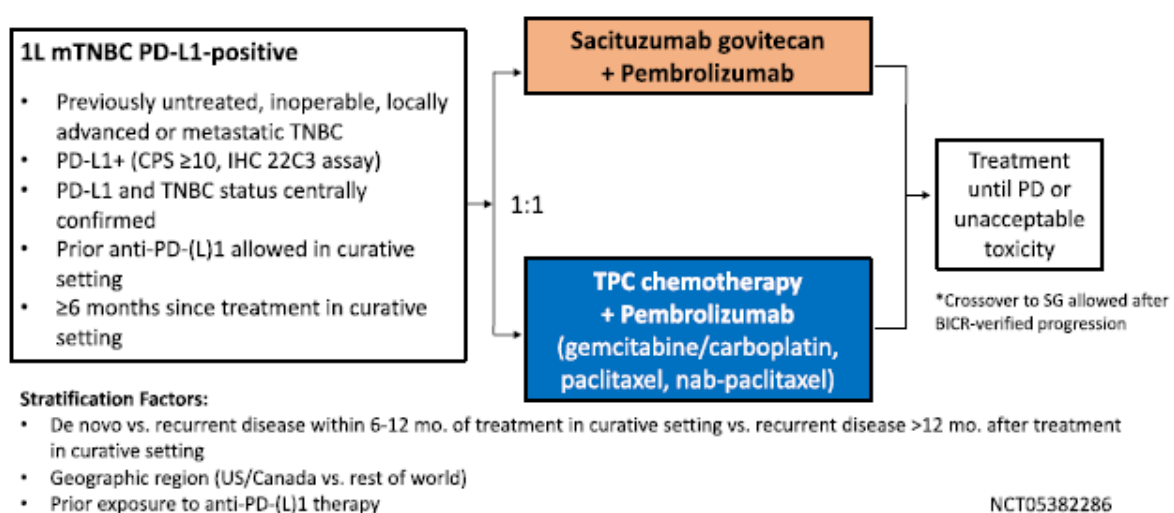 1L mTNBC PD-L1-positive
• Previously untreated, inoperable, locally
advanced or metastatic TNBC
• PD-L1+ (CPS ≥10, IHC 22C3 assay)
• PD-L1 and TNBC status centrally
confirmed
• Prior anti-PD-(L)1 allowed in curative
setting
• ≥6 months since treatment in curative
setting
1:1
Sacituzumab govitecan
+ Pembrolizumab
TPC chemotherapy
+ Pembrolizumab
(gemcitabine/carboplatin,
paclitaxel, nab-paclitaxel)
Treatment
until PD or
unacceptable
toxicity
*Crossover to SG allowed after
BICR-verified progression
Stratification Factors:
• De novo vs. recurrent disease within 6-12 mo. of treatment in curative setting vs. recurrent disease >12 mo. after treatment
in curative setting
• Geographic region (US/Canada vs. rest of world)
• Prior exposure to anti-PD-(L)1 therapy
NCT05382286